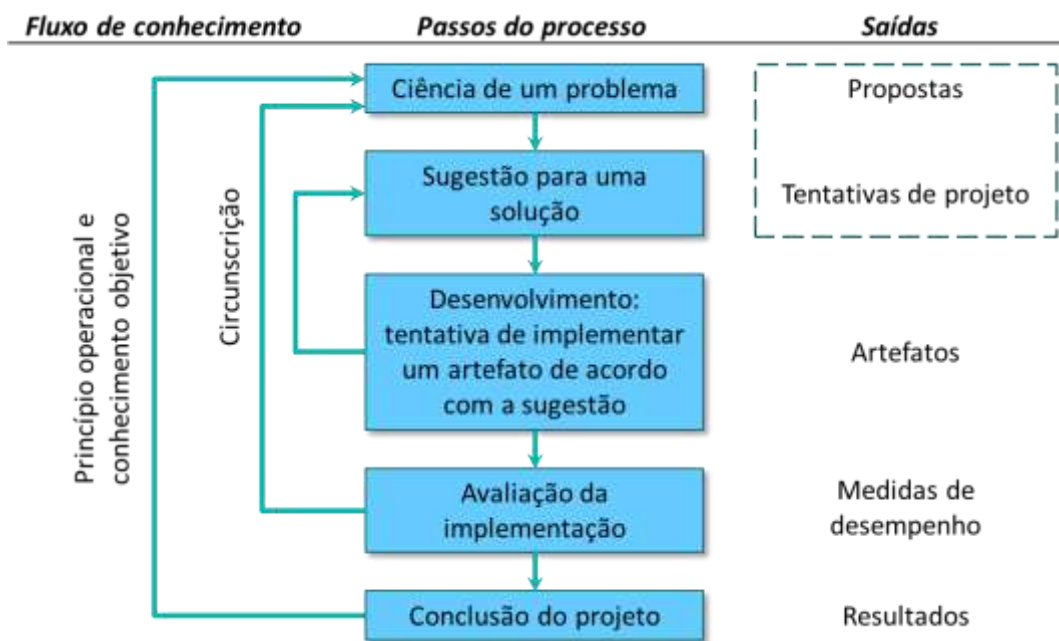 Fluxo de conhecimento
Passos do processo
Saídas
Ciência de um problema
Propostas
Sugestão para uma
solução
Tentativas de projeto
Princípio operacional e
conhecimento objetivo
Circunscrição
Desenvolvimento:
tentativa de implementar
um artefato de acordo
com a sugestão
Artefatos
Avaliação da
implementação
Medidas de
desempenho
Conclusão do projeto
Resultados